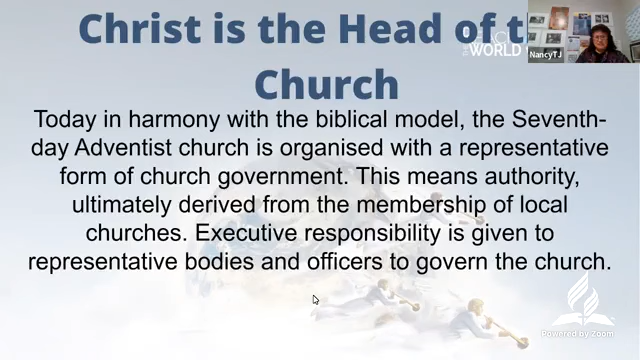 Christ is the Head of t
Church
WORLD
NancyTJ
Today in harmony with the biblical model, the Seventh-
day Adventist church is organised with a representative
form of church government. This means authority,
ultimately derived from the membership of local
churches. Executive responsibility is given to
representative bodies and officers to govern the church.
Powered by Zoom